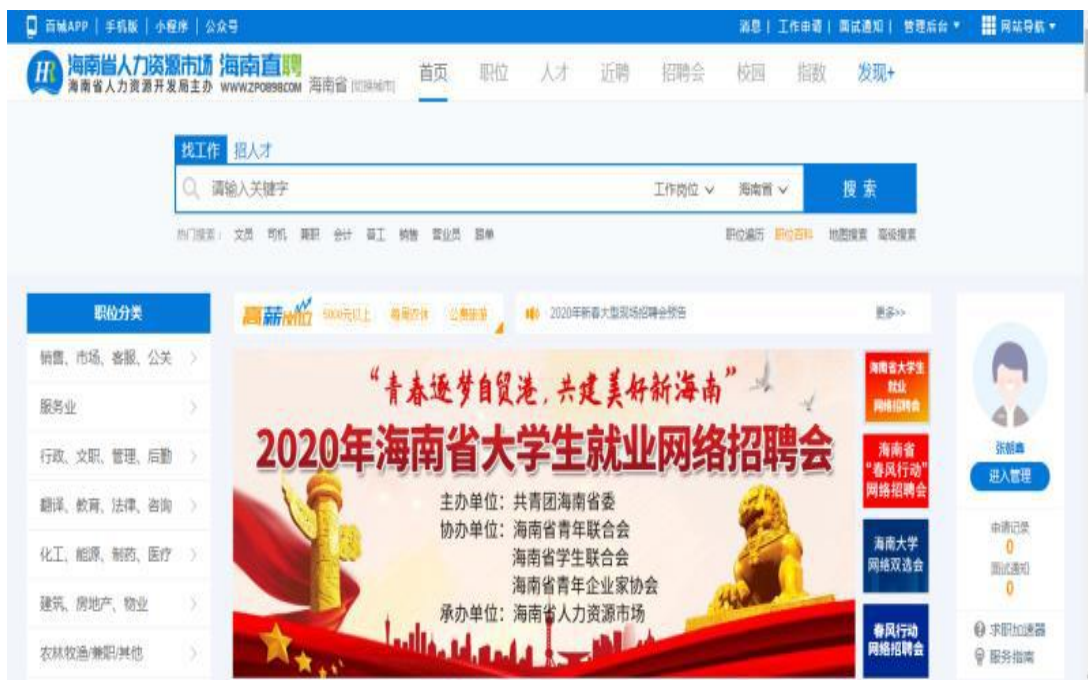 百城APP | 手机版 | 小程序 | 公众号
消息 | 工作申请 | 面试通知 | 管理后台 ▼ 网站导航 ▼
海南省人力资源市场 海南直聘
海南省人力资源开发局主办 WWW.ZP0898.COM 海南省 [切换城市]
首页 职位 人才 近聘 招聘会 校园 指数 发现+
找工作 招人才
请输入关键字 工作岗位 海南省 搜索
热门搜索: 文员 司机 兼职 会计 普工 销售 营业员 跟单
职位遍历 职位百科 地图搜索 高级搜索
职位分类
销售、市场、客服、公关
服务业
行政、文职、管理、后勤
翻译、教育、法律、咨询
化工、能源、制药、医疗
建筑、房地产、物业
农林牧渔/兼职/其他
高薪岗位 5000元以上 每周双休 公费旅游
2020年新春大型现场招聘会预告 更多>>
“青春逐梦自贸港,共建美好新海南”
2020年海南省大学生就业网络招聘会
主办单位:共青团海南省委
协办单位:海南省青年联合会
海南省学生联合会
海南省青年企业家协会
承办单位:海南省人力资源市场
海南省大学生
就业
网络招聘会
海南省
“春风行动”
网络招聘会
海南大学
网络双选会
春风行动
网络招聘会
进入管理
申请记录
0
面试通知
0
求职加速器
服务指南